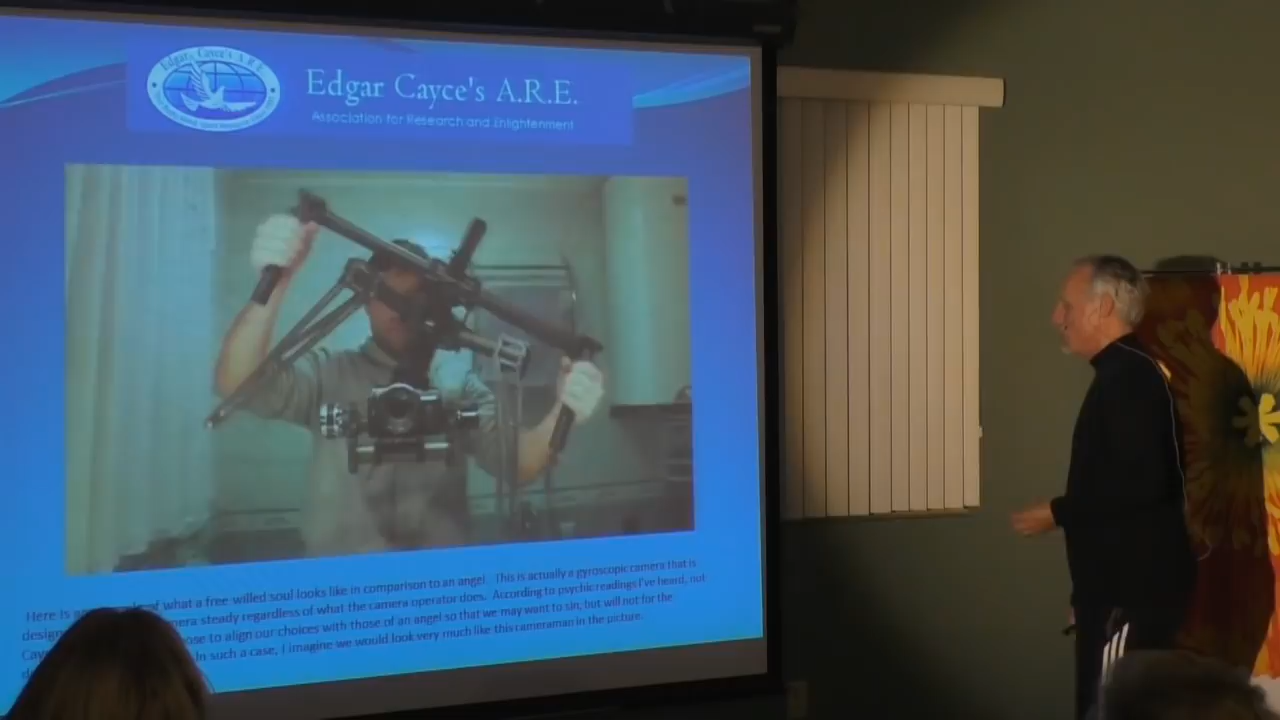 Edgar Cayce's A.R.E.
Edgar Cayce's A.R.E.
Association for Research and Enlightenment
Here is of what a free willed soul looks like in comparison to an angel. This is actually a gyroscopic camera that is
steady regardless of what the camera operator does. According to psychic readings I've heard, not
to align our choices with those of an angel so that we may want to sin, but will not for the
In such a case, I imagine we would look very much like this cameraman in the picture.